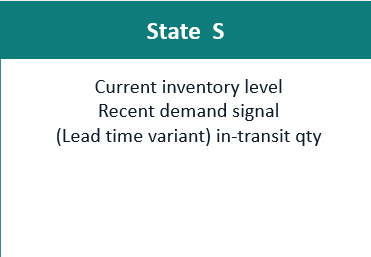 State S
Current inventory level
Recent demand signal
(Lead time variant) in-transit qty